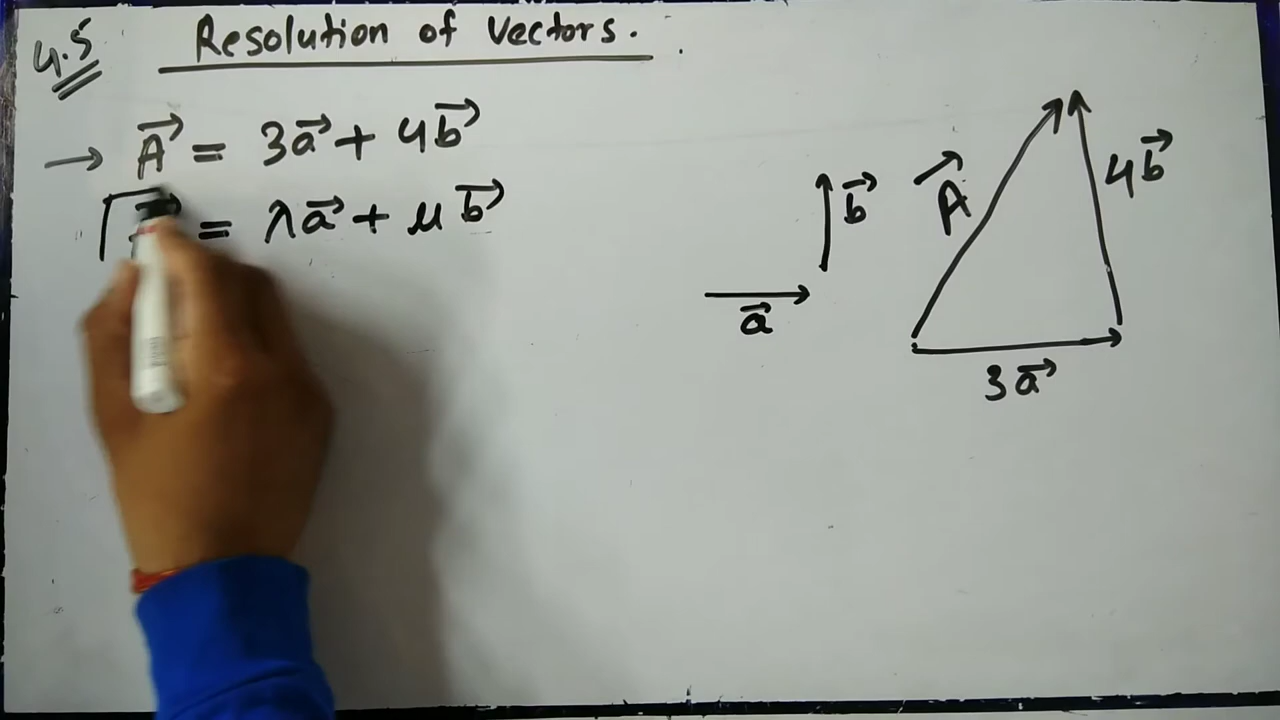 4.5 Resolution of vectors.
→ A⃗ = 3a⃗ + 4b⃗
= λa⃗ + μb⃗
b⃗
a⃗
A⃗
4b⃗
3a⃗